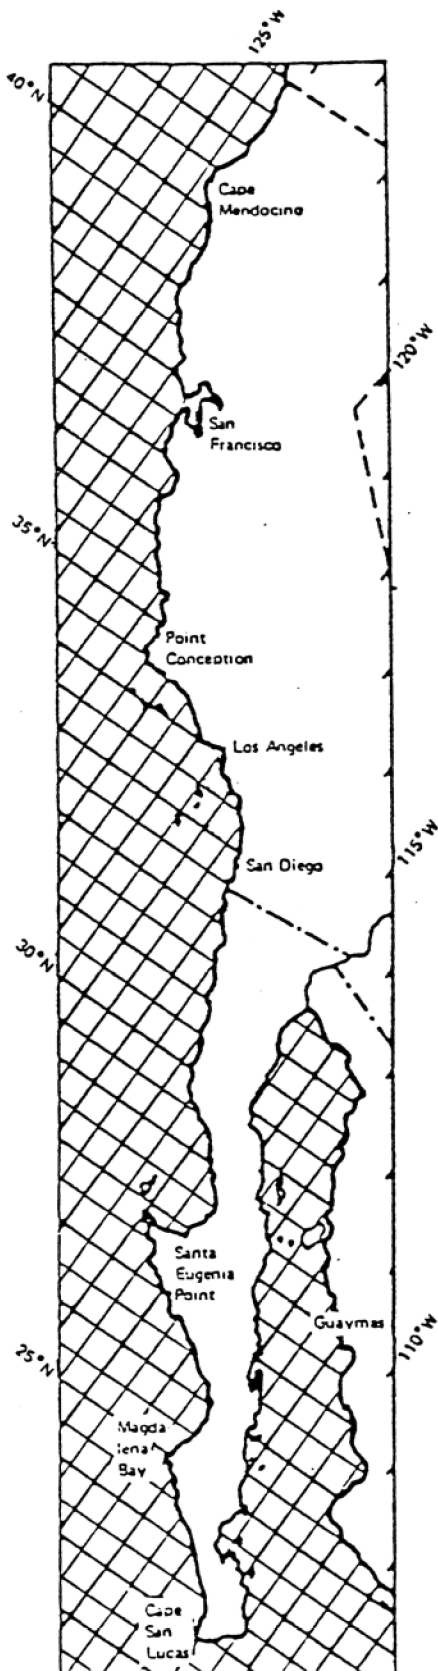 125°W
40°N
Cape
Mendocino
120°W
San
Francisco
35°N
Point
Conception
Los Angeles
115°W
San Diego
30°N
Santa
Eugenia
Point
Guaymas
110°W
25°N
Magda
lena
Bay
Cape
San
Lucas